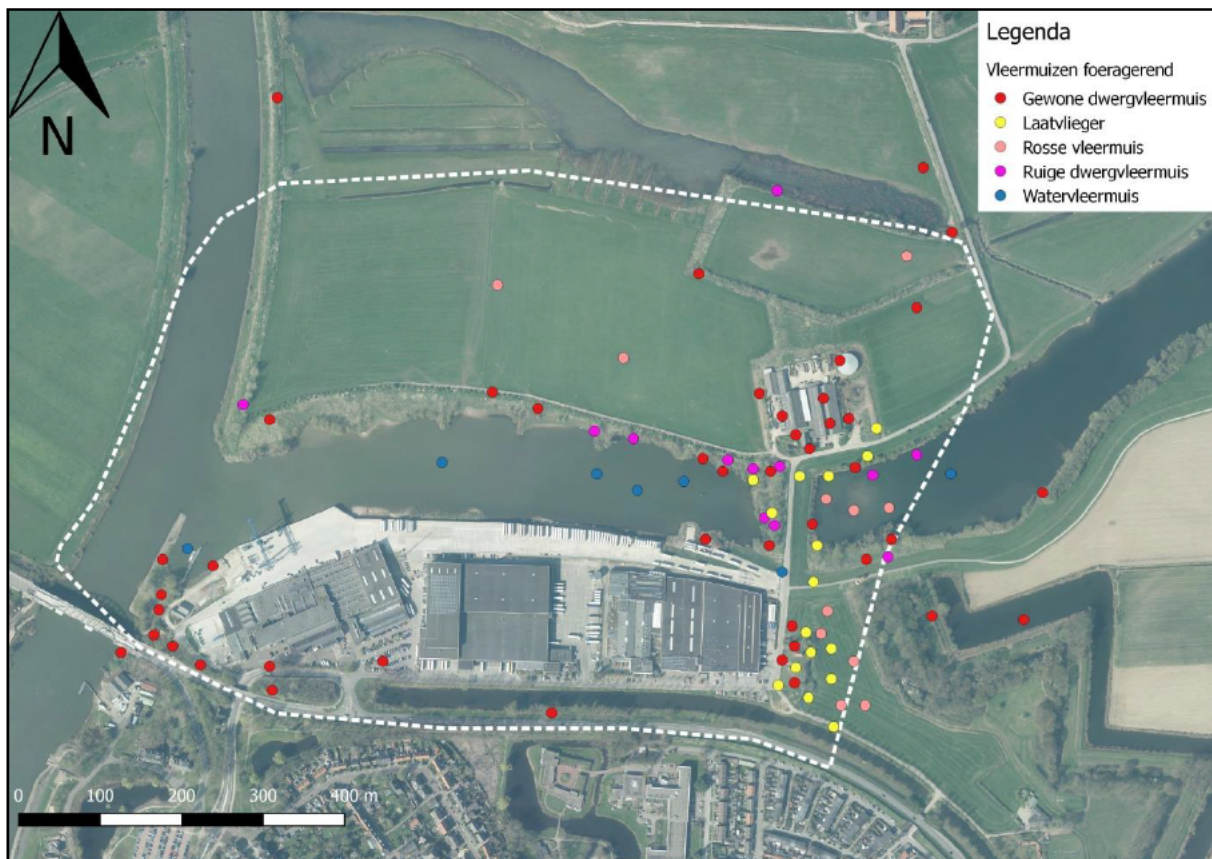 N
Legenda
Vleermuizen foeragerend
Gewone dwergvleermuis
Laatvlieger
Rosse vleermuis
Ruige dwergvleermuis
Watervleermuis
0 100 200 300 400 m